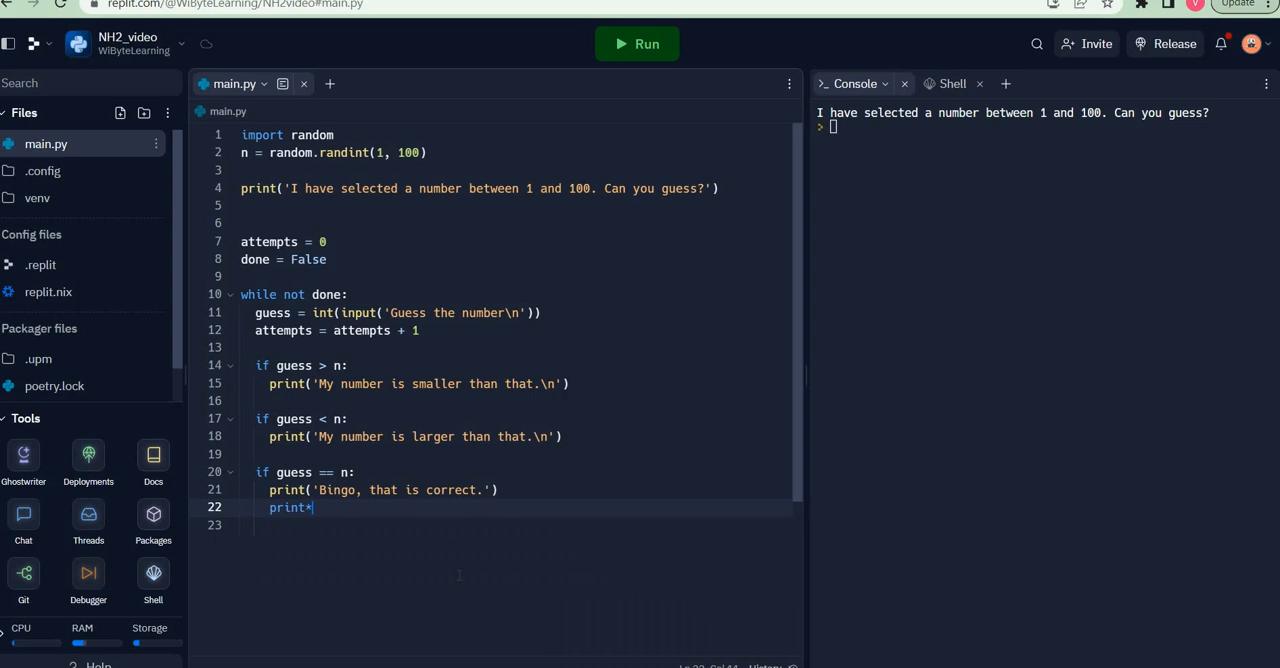 replit.com/@WiByteLearning/NH2video#main.py
Update
NH2_video
WiByteLearning
Run
Invite
Release
Search
main.py
Console
Shell
Files
main.py
main.py
.config
venv
Config files
.replit
replit.nix
Packager files
.upm
poetry.lock
Tools
Ghostwriter
Deployments
Docs
Chat
Threads
Packages
Git
Debugger
Shell
CPU
RAM
Storage
Help
1 import random
2 n = random.randint(1, 100)
3
4 print('I have selected a number between 1 and 100. Can you guess?')
5
6
7 attempts = 0
8 done = False
9
10 while not done:
11 guess = int(input('Guess the number\n'))
12 attempts = attempts + 1
13
14 if guess > n:
15 print('My number is smaller than that.\n')
16
17 if guess < n:
18 print('My number is larger than that.\n')
19
20 if guess == n:
21 print('Bingo, that is correct.')
22 print*
23
I have selected a number between 1 and 100. Can you guess?
>
History